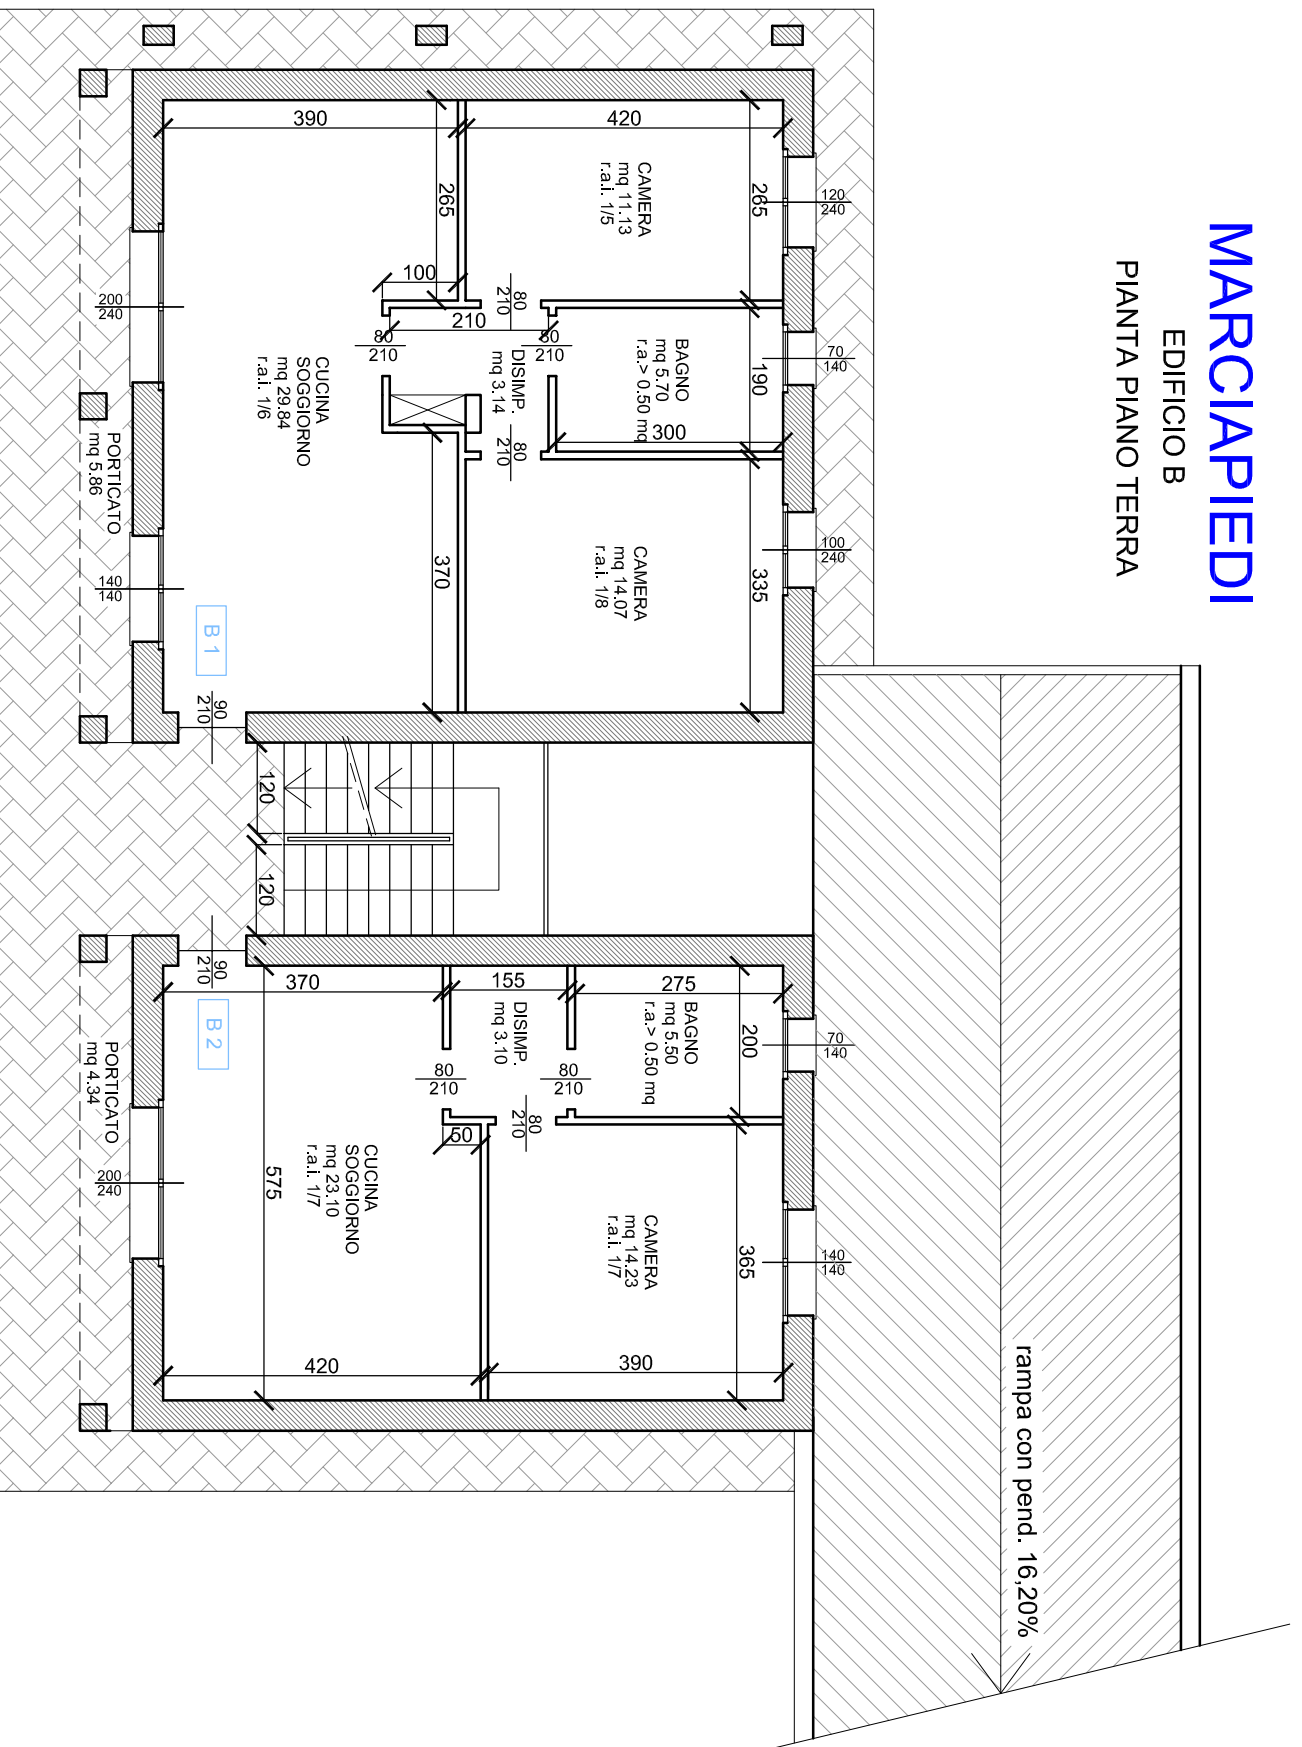 MARCIAPIEDI
EDIFICIO B
PIANTA PIANO TERRA
120
240
70
140
100
240
390
420
265
265
CAMERA
mq 11.13
r.a.i. 1/5
100
80
210
210
80
210
80
210
DISIMP.
mq 3.14
BAGNO
mq 5.70
r.a.> 0.50 mq
190
300
80
210
CAMERA
mq 14.07
r.a.i. 1/8
335
370
CUCINA
SOGGIORNO
mq 29.84
r.a.i. 1/6
200
240
PORTICATO
mq 5.86
140
140
B 1
90
210
120
120
90
210
B 2
370
155
275
DISIMP.
mq 3.10
BAGNO
mq 5.50
r.a.> 0.50 mq
200
70
140
80
210
80
210
80
210
50
CUCINA
SOGGIORNO
mq 23.10
r.a.i. 1/7
575
CAMERA
mq 14.23
r.a.i. 1/7
365
140
140
PORTICATO
mq 4.34
200
240
420
390
rampa con pend. 16,20%